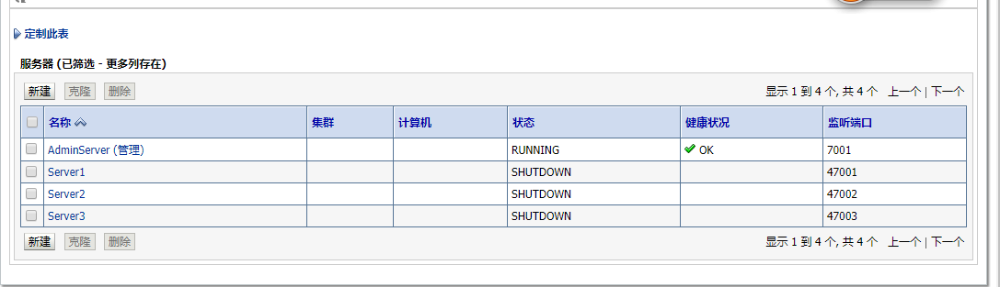 定制此表
服务器 (已筛选 - 更多列存在)
新建 克隆 删除 显示 1 到 4 个, 共 4 个 上一个 | 下一个
名称 集群 计算机 状态 健康状况 监听端口
AdminServer (管理) RUNNING OK 7001
Server1 SHUTDOWN 47001
Server2 SHUTDOWN 47002
Server3 SHUTDOWN 47003
新建 克隆 删除 显示 1 到 4 个, 共 4 个 上一个 | 下一个